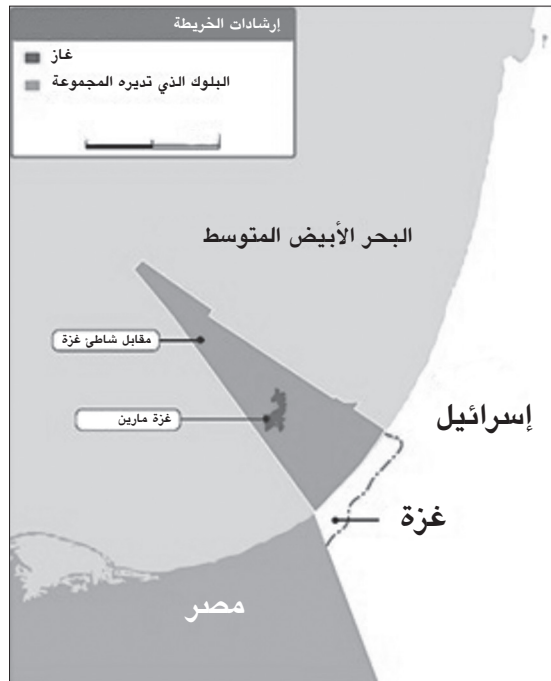 إرشادات الخريطة
غاز
البلوك الذي تديره المجموعة
البحر الأبيض المتوسط
مقابل شاطئ غزة
غزة مارين
إسرائيل
غزة
مصر